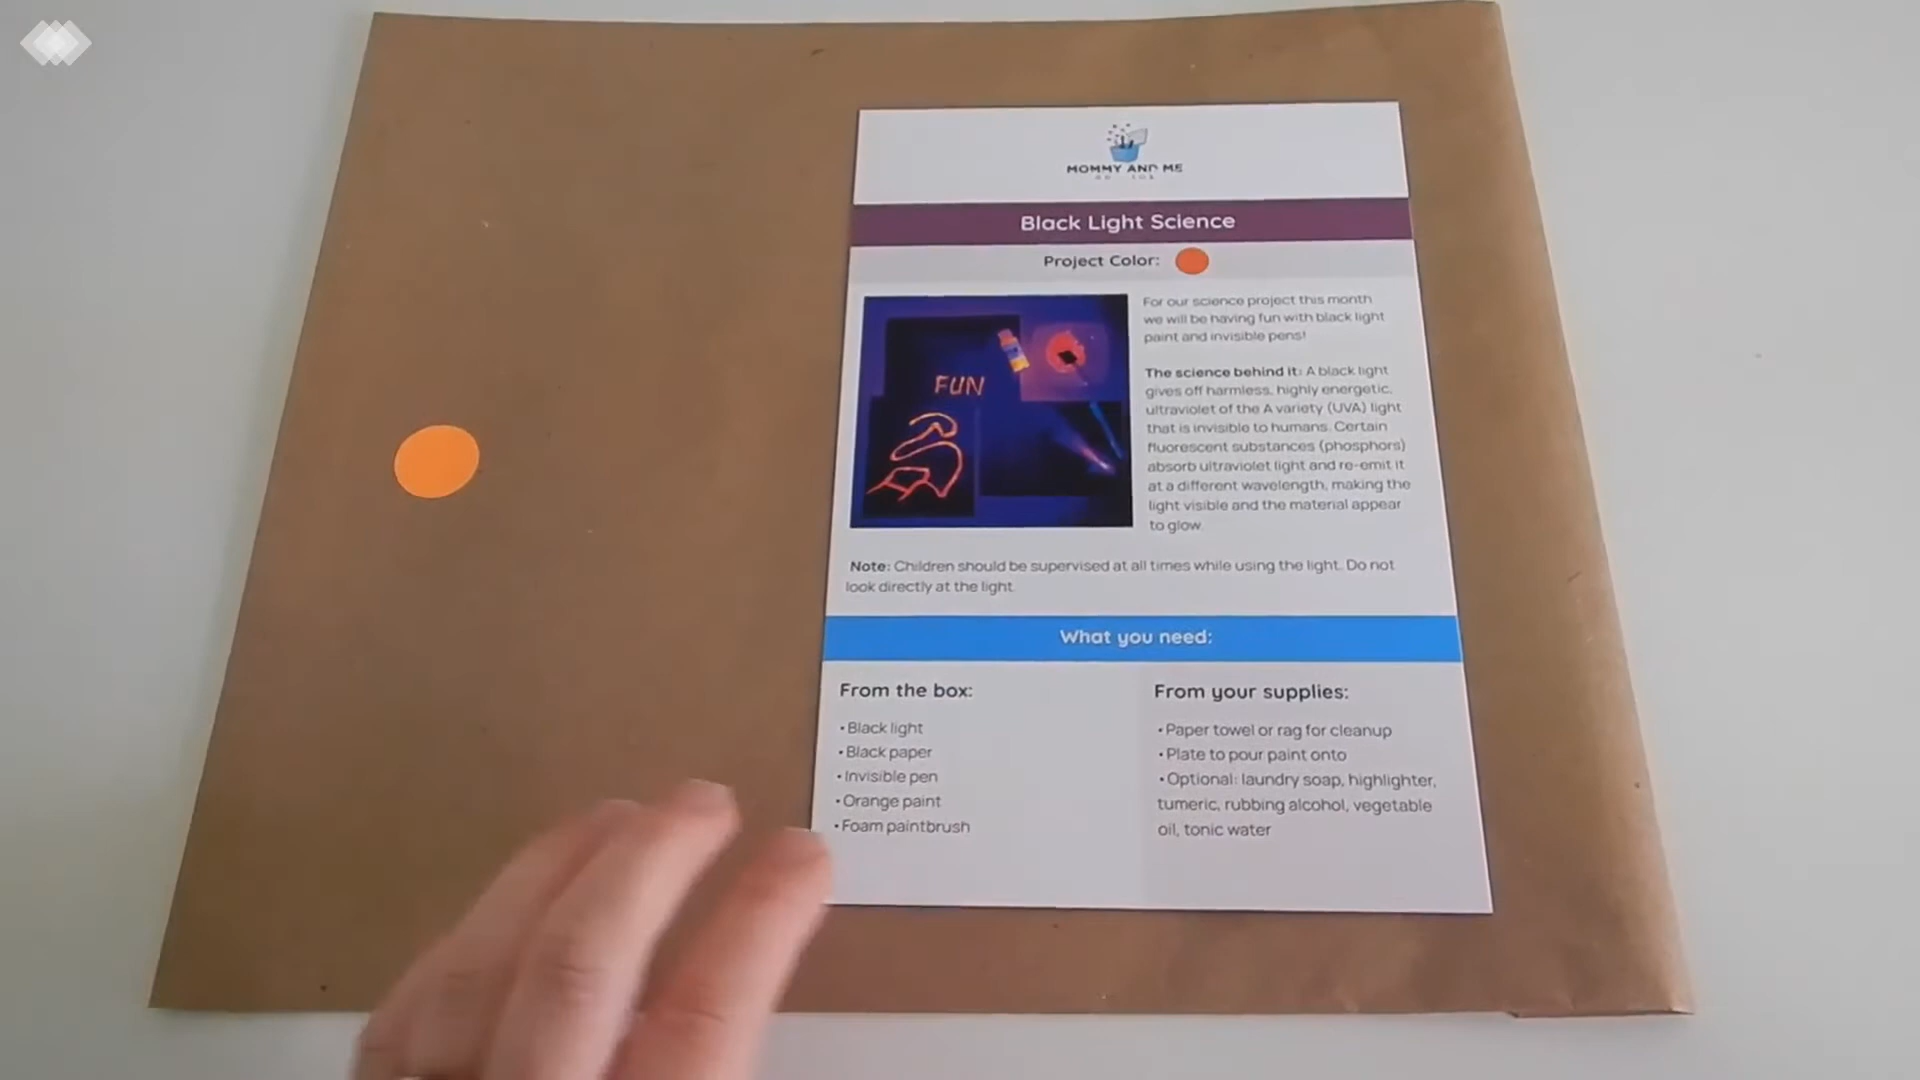 MOMMY AND ME
Black Light Science
Project Color:
FUN
For our science project this month
we will be having fun with black light
paint and invisible pens!
The science behind it: A black light
gives off harmless, highly energetic,
ultraviolet of the A variety (UVA) light
that is invisible to humans. Certain
fluorescent substances (phosphors)
absorb ultraviolet light and re-emit it
at a different wavelength, making the
light visible and the material appear
to glow.
Note: Children should be supervised at all times while using the light. Do not
look directly at the light.
What you need:
From the box:
• Black light
• Black paper
• Invisible pen
• Orange paint
• Foam paintbrush
From your supplies:
• Paper towel or rag for cleanup
• Plate to pour paint onto
• Optional: laundry soap, highlighter,
tumeric, rubbing alcohol, vegetable
oil, tonic water